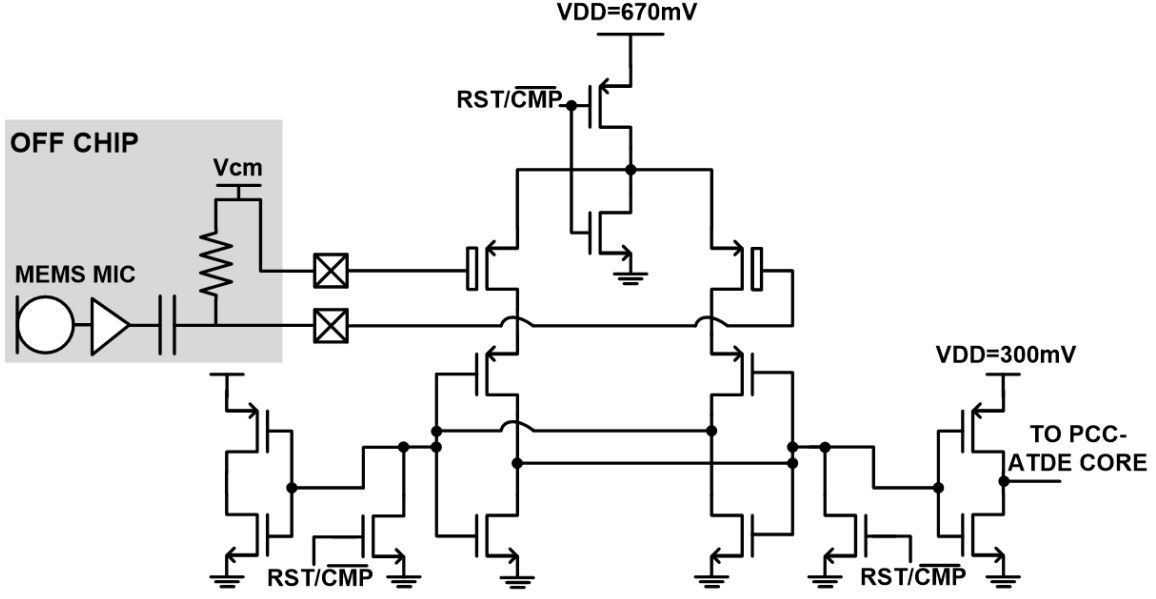 VDD=670mV
RST/CMP
OFF CHIP
Vcm
MEMS MIC
VDD=300mV
TO PCC-
ATDE CORE
RST/CMP
RST/CMP